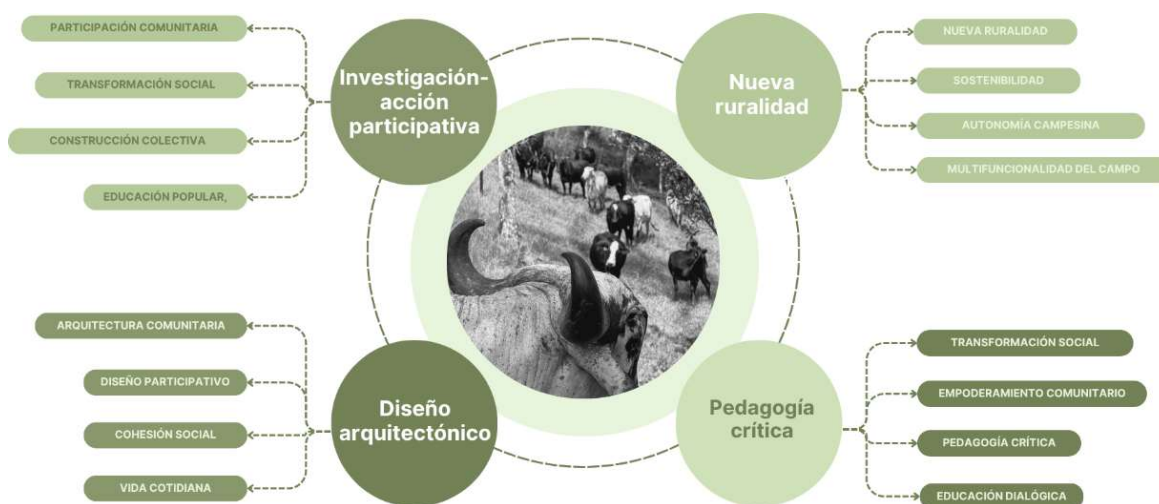 PARTICIPACIÓN COMUNITARIA
TRANSFORMACIÓN SOCIAL
CONSTRUCCIÓN COLECTIVA
EDUCACIÓN POPULAR,
Investigación-
acción
participativa
Nueva
ruralidad
NUEVA RURALIDAD
SOSTENIBILIDAD
AUTONOMÍA CAMPESINA
MULTIFUNCIONALIDAD DEL CAMPO
ARQUITECTURA COMUNITARIA
DISEÑO PARTICIPATIVO
COHESIÓN SOCIAL
VIDA COTIDIANA
Diseño
arquitectónico
Pedagogía
crítica
TRANSFORMACIÓN SOCIAL
EMPODERAMIENTO COMUNITARIO
PEDAGOGÍA CRÍTICA
EDUCACIÓN DIALÓGICA